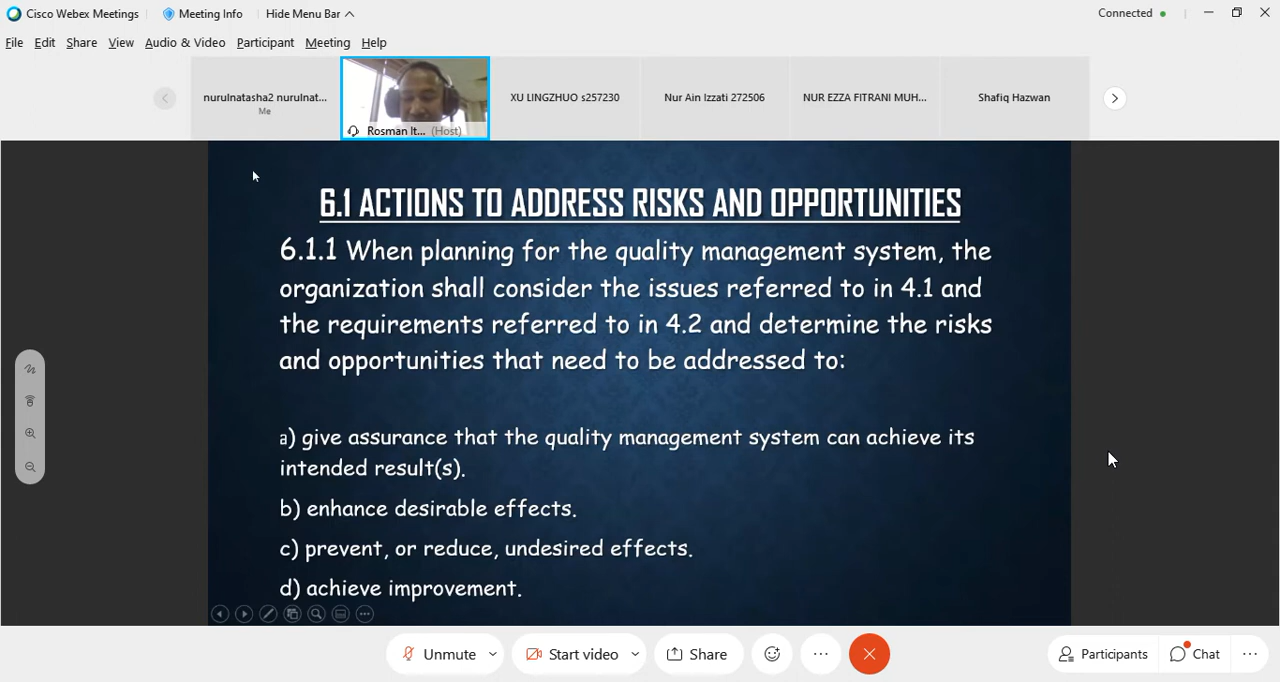 Cisco Webex Meetings
Meeting Info
Hide Menu Bar
Connected
File Edit Share View Audio & Video Participant Meeting Help
nurulnatasha2 nurulnat...
Me
Rosman It... (Host)
XU LINGZHUO s257230
Nur Ain Izzati 272506
NUR EZZA FITRANI MUH...
Shafiq Hazwan
6.1 ACTIONS TO ADDRESS RISKS AND OPPORTUNITIES
6.1.1 When planning for the quality management system, the
organization shall consider the issues referred to in 4.1 and
the requirements referred to in 4.2 and determine the risks
and opportunities that need to be addressed to:
a) give assurance that the quality management system can achieve its
intended result(s).
b) enhance desirable effects.
c) prevent, or reduce, undesired effects.
d) achieve improvement.
Unmute
Start video
Share
Participants
Chat